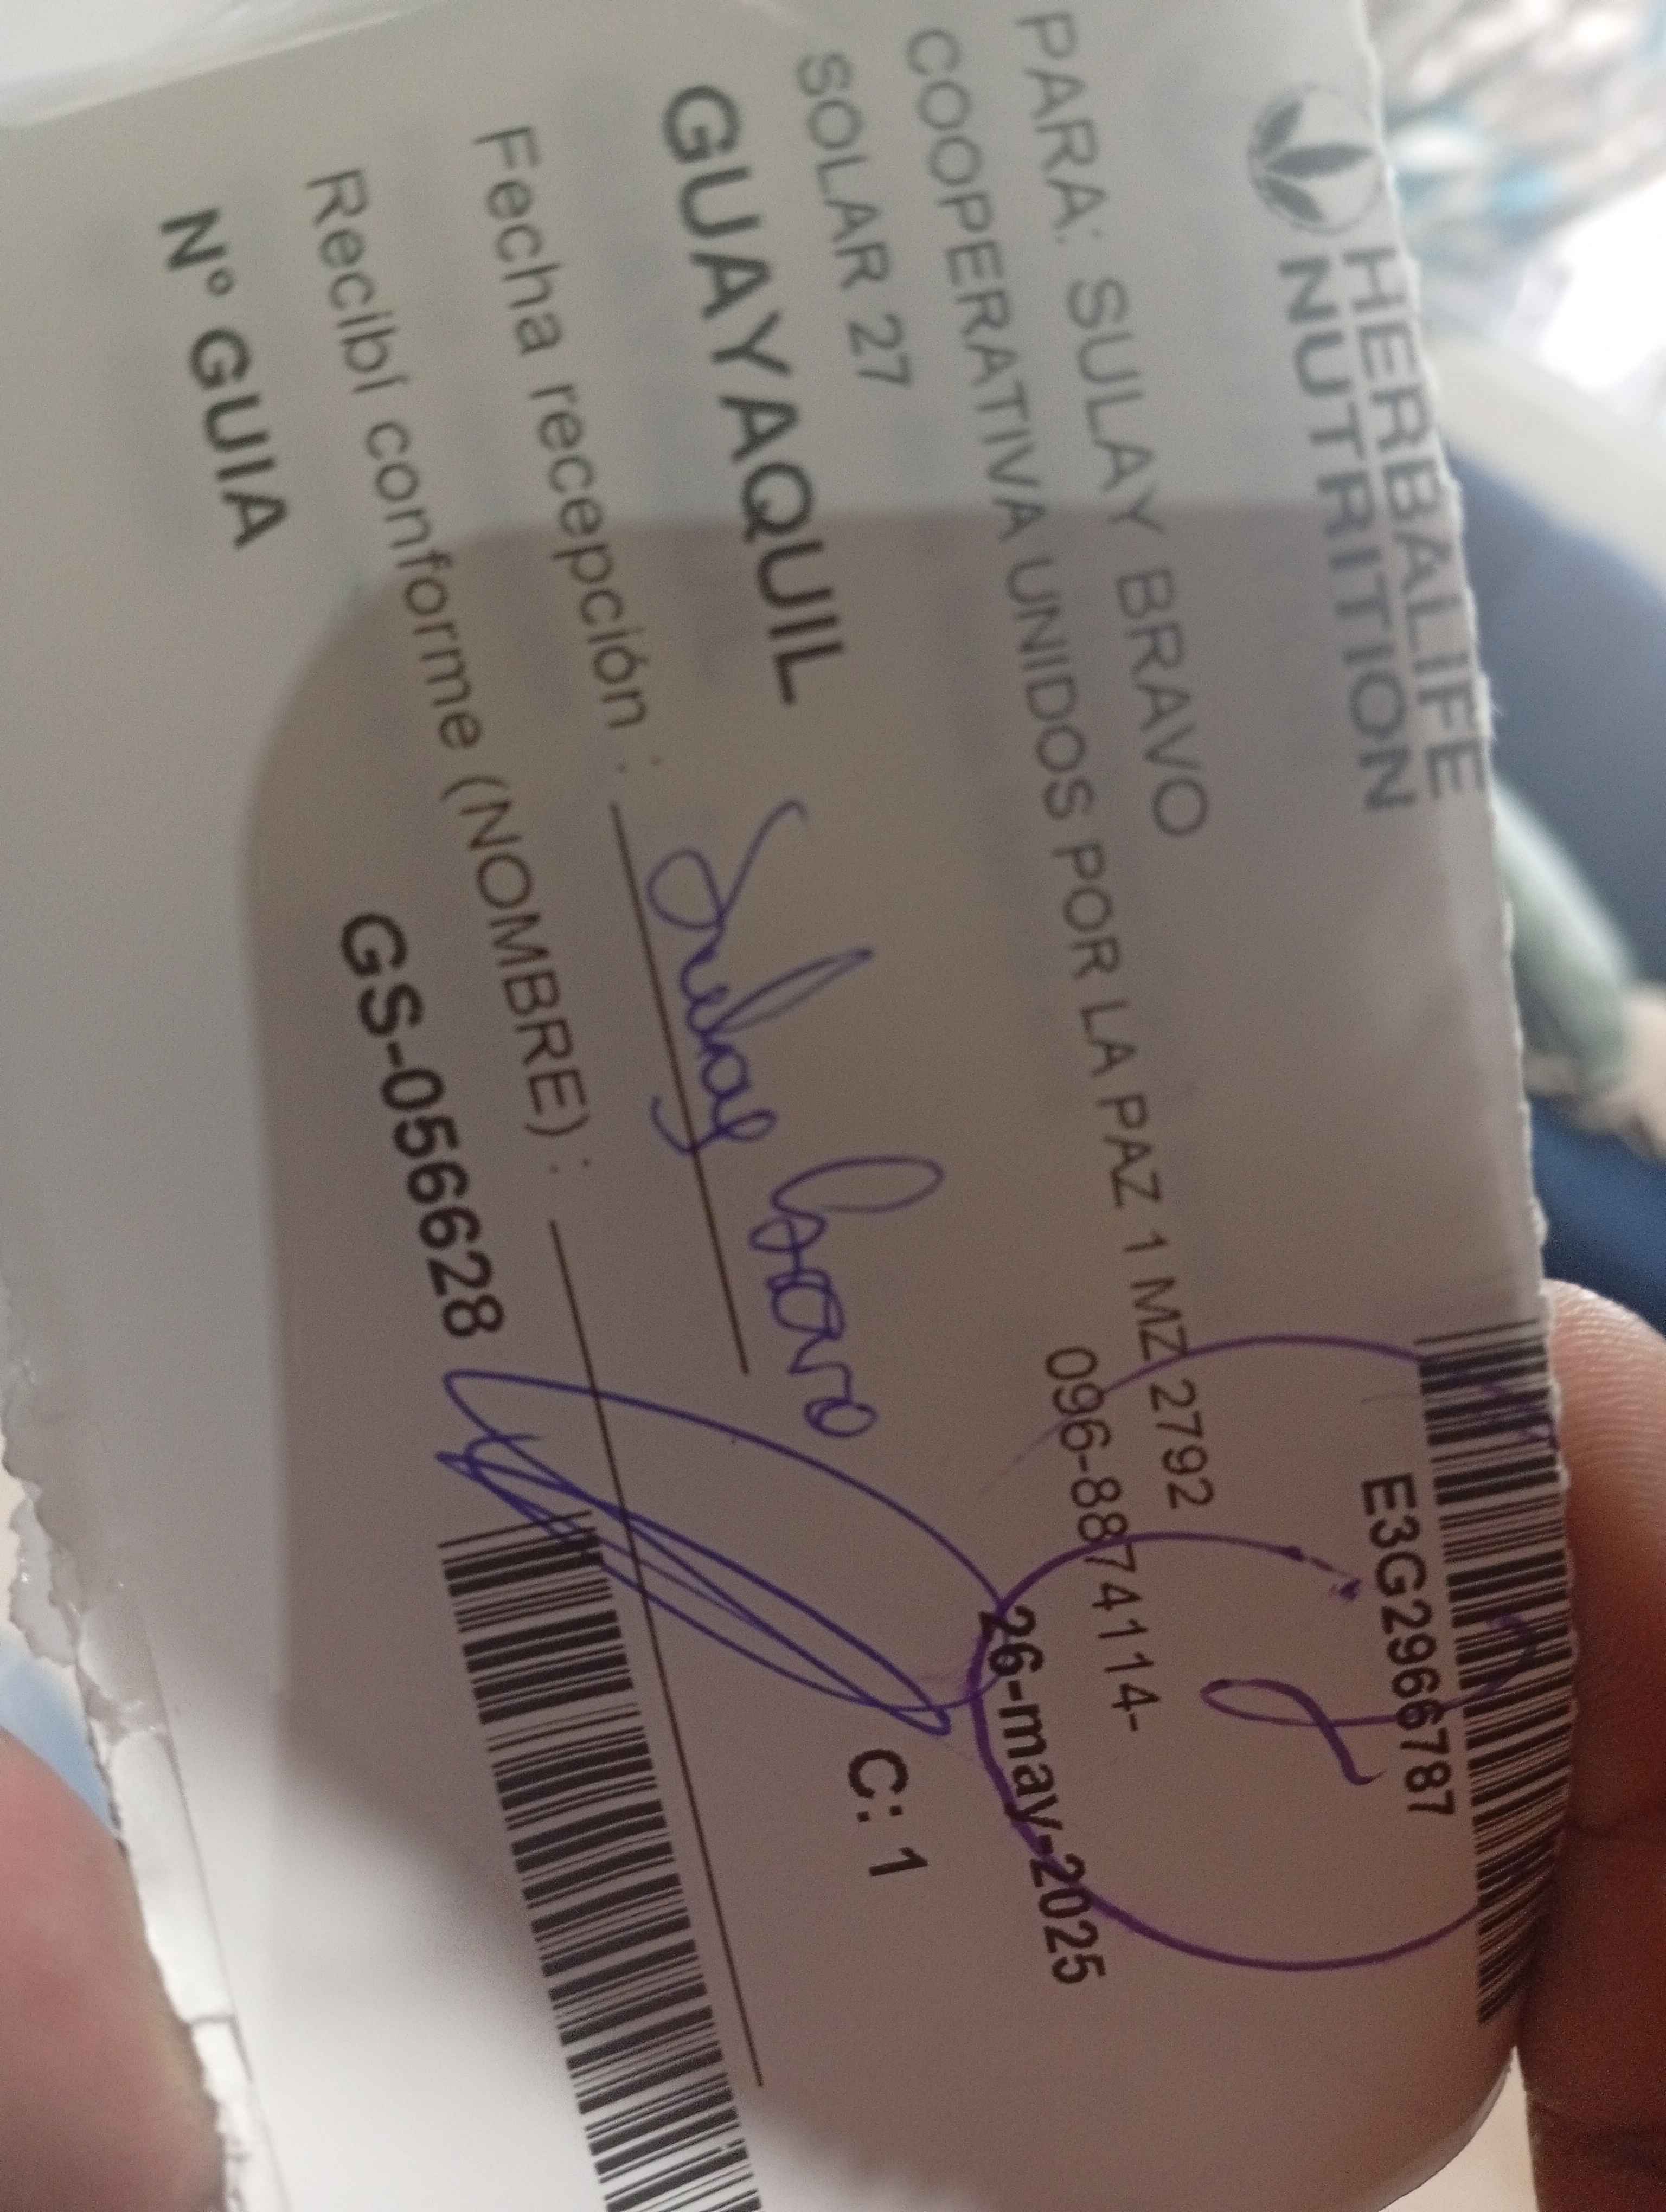 HERBALIFE
NUTRITION
E3G2966787
PARA: SULAY BRAVO
COOPERATIVA UNIDOS POR LA PAZ 1 MZ 2792
SOLAR 27
096-8874114-
26-may-2025
GUAYAQUIL
C: 1
Fecha recepción :
Sulay Bravo
Recibí conforme (NOMBRE) :
Nº GUIA
GS-056628